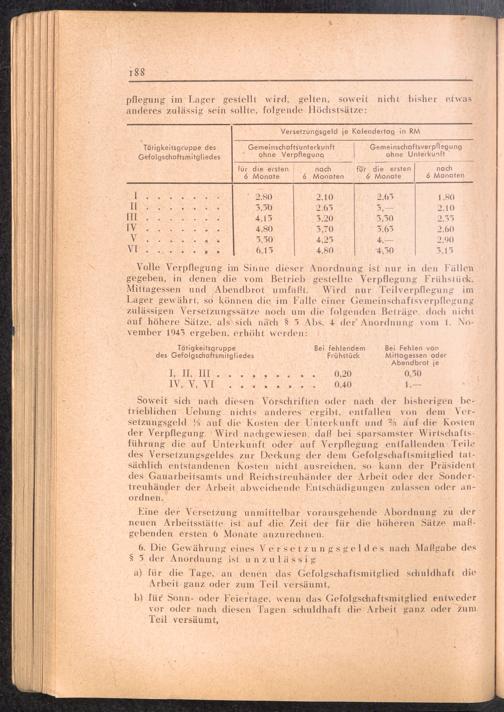 188
pflegung im Lager gestellt wird, gelten, soweit nicht bisher etwas
anderes zulässig sein sollte, folgende Höchstsätze:
Tätigkeitsgruppe des Gefolgschaftsmitgliedes
Versetzungsgeld je Kalendertag in RM
Gemeinschaftsunterkunft ohne Verpflegung
Gemeinschaftsverpflegung ohne Unterkunft
für die ersten 6 Monate
nach 6 Monaten
für die ersten 6 Monate
nach 6 Monaten
I . . . . . . . 2.80 2.10 2.65 1.80
II . . . . . . . 3,50 2.65 3,— 2.10
III . . . . . . . 4,15 3.20 3,30 2.35
IV . . . . . . . 4,80 3,70 3,65 2.60
V . . . . . . . 5,50 4,25 4,— 2,90
VI . . . . . . . 6,15 4,80 4,30 3,15
Volle Verpflegung im Sinne dieser Anordnung ist nur in den Fällen
gegeben, in denen die vom Betrieb gestellte Verpflegung Frühstück,
Mittagessen und Abendbrot umfaßt. Wird nur Teilverpflegung im
Lager gewährt, so können die im Falle einer Gemeinschaftsverpflegung
zulässigen Versetzungssätze noch um die folgenden Beträge, doch nicht
auf höhere Sätze, als sich nach § 3 Abs. 4 der Anordnung vom 1. No-
vember 1943 ergeben, erhöht werden:
Tätigkeitsgruppe des Gefolgschaftsmitgliedes
Bei fehlendem Frühstück
Bei Fehlen von Mittagessen oder Abendbrot je
I, II, III . . . . . . . . . 0,20 0,50
IV, V, VI . . . . . . . . 0,40 1,—
Soweit sich nach diesen Vorschriften oder nach der bisherigen be-
trieblichen Uebung nichts anderes ergibt, entfallen von dem Ver-
setzungsgeld ⅓ auf die Kosten der Unterkunft und ⅔ auf die Kosten
der Verpflegung. Wird nachgewiesen, daß bei sparsamster Wirtschafts-
führung die auf Unterkunft oder auf Verpflegung entfallenden Teile
des Versetzungsgeldes zur Deckung der dem Gefolgschaftsmitglied tat-
sächlich entstandenen Kosten nicht ausreichen, so kann der Präsident
des Gauarbeitsamts und Reichstreuhänder der Arbeit oder der Sonder-
treuhänder der Arbeit abweichende Entschädigungen zulassen oder an-
ordnen.
Eine der Versetzung unmittelbar vorausgehende Abordnung zu der
neuen Arbeitsstätte ist auf die Zeit der für die höheren Sätze maß-
gebenden ersten 6 Monate anzurechnen.
6. Die Gewährung eines Versetzungsgeldes nach Maßgabe des
§ 3 der Anordnung ist unzulässig
a) für die Tage, an denen das Gefolgschaftsmitglied schuldhaft die
Arbeit ganz oder zum Teil versäumt,
b) für Sonn- oder Feiertage, wenn das Gefolgschaftsmitglied entweder
vor oder nach diesen Tagen schuldhaft die Arbeit ganz oder zum
Teil versäumt,